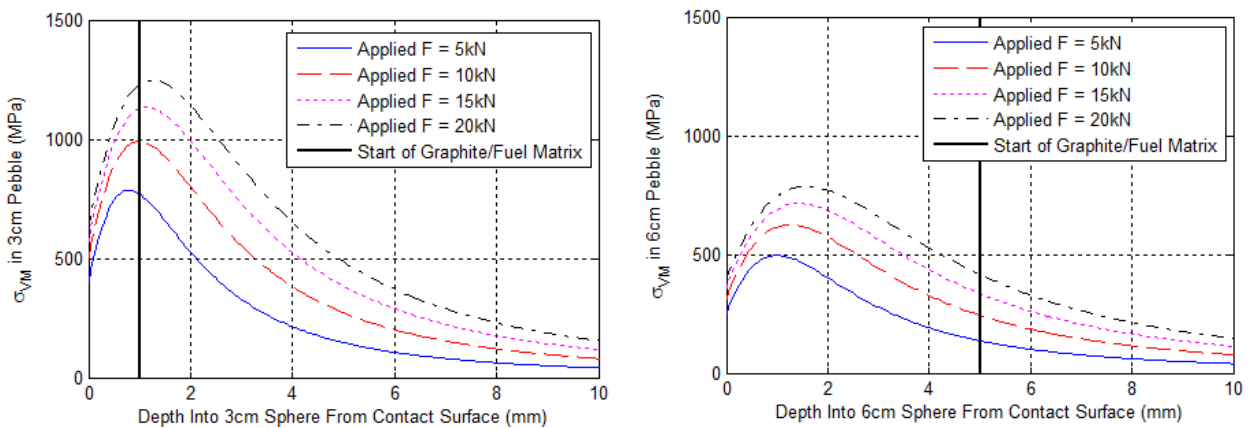 1500
1000
500
0
σVM in 3cm Pebble (MPa)
Applied F = 5kN
Applied F = 10kN
Applied F = 15kN
Applied F = 20kN
Start of Graphite/Fuel Matrix
0 2 4 6 8 10
Depth Into 3cm Sphere From Contact Surface (mm)
1500
1000
500
0
σVM in 6cm Pebble (MPa)
Applied F = 5kN
Applied F = 10kN
Applied F = 15kN
Applied F = 20kN
Start of Graphite/Fuel Matrix
0 2 4 6 8 10
Depth Into 6cm Sphere From Contact Surface (mm)